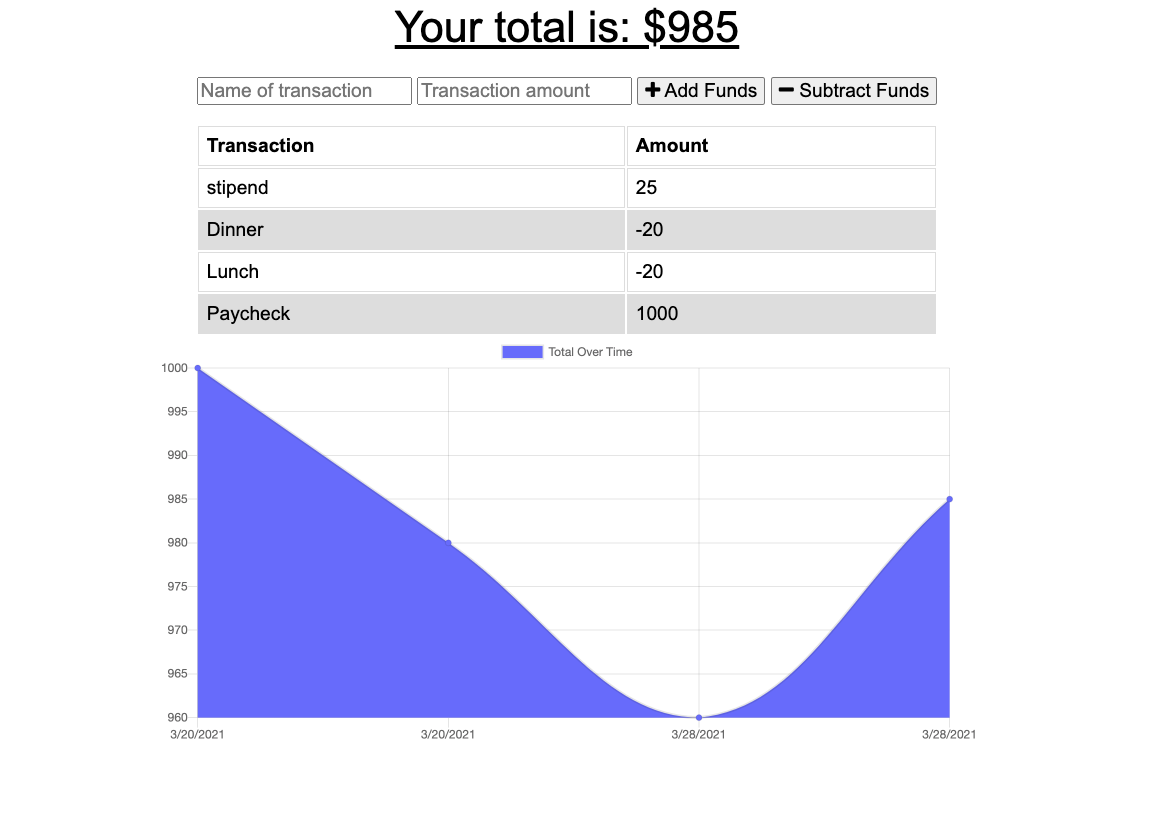 Your total is: $985
Name of transaction Transaction amount Add Funds Subtract Funds
Transaction Amount
stipend 25
Dinner -20
Lunch -20
Paycheck 1000
Total Over Time
1000
995
990
985
980
975
970
965
960
3/20/2021 3/20/2021 3/28/2021 3/28/2021